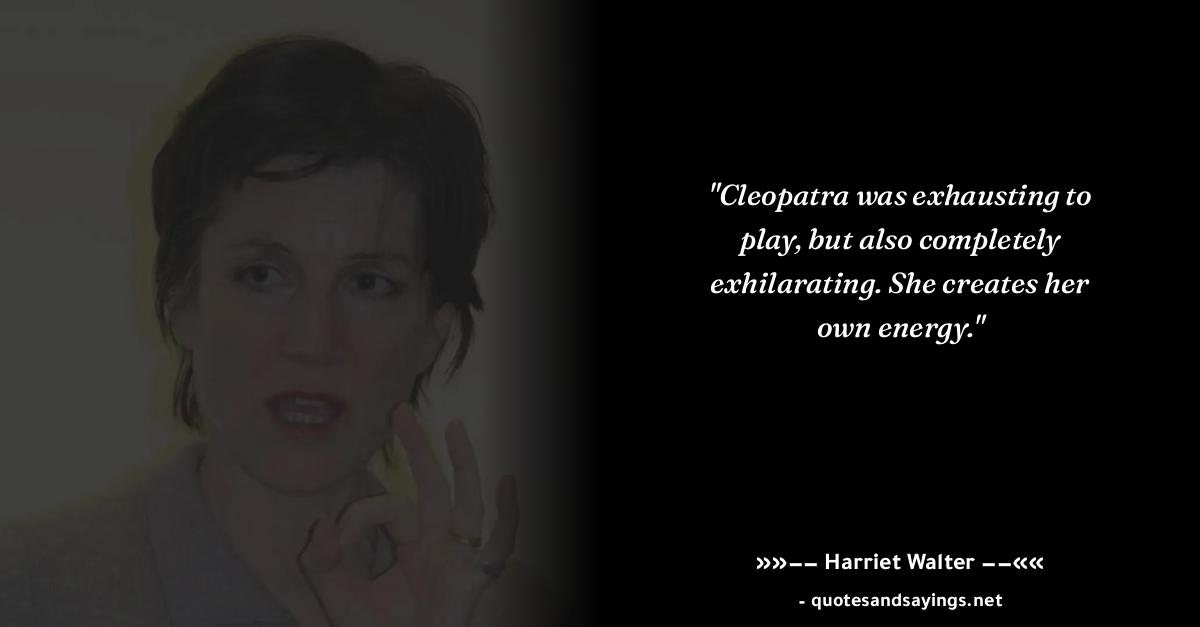 "Cleopatra was exhausting to
play, but also completely
exhilarating. She creates her
own energy."
»»–– Harriet Walter ––««
- quotesandsayings.net